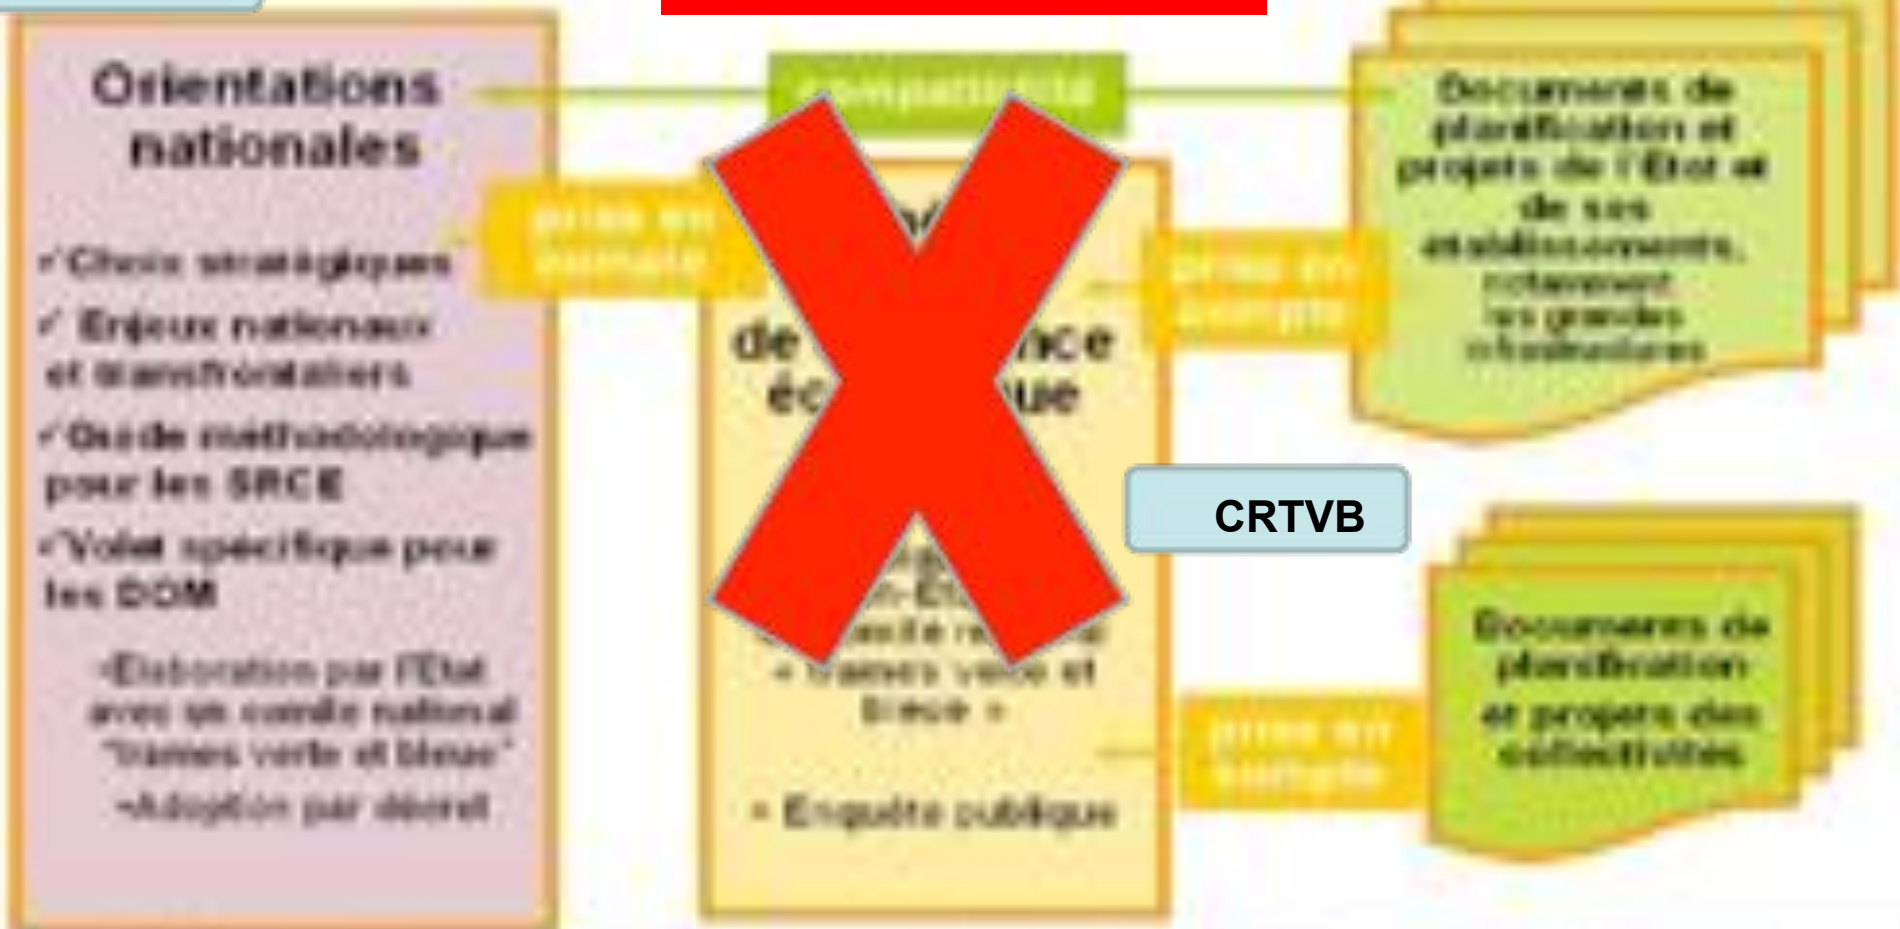 Orientations
nationales
✓Choix stratégiques
✓ Enjeux nationaux
et transfrontaliers
✓Guide méthodologique
pour les SRCE
✓Volet spécifique pour
les DOM
•Elaboration par l'Etat
avec un comité national
"trames verte et bleue"
•Adoption par décret
compatibilité
prise en
compte
de nce
éc ue
« trames verte et
bleue »
• Enquête publique
prise en
compte
CRTVB
prise en
compte
Documents de
planification et
projets de l'Etat et
de ses
établissements,
notamment
les grandes
infrastructures
Documents de
planification
et projets des
collectivités